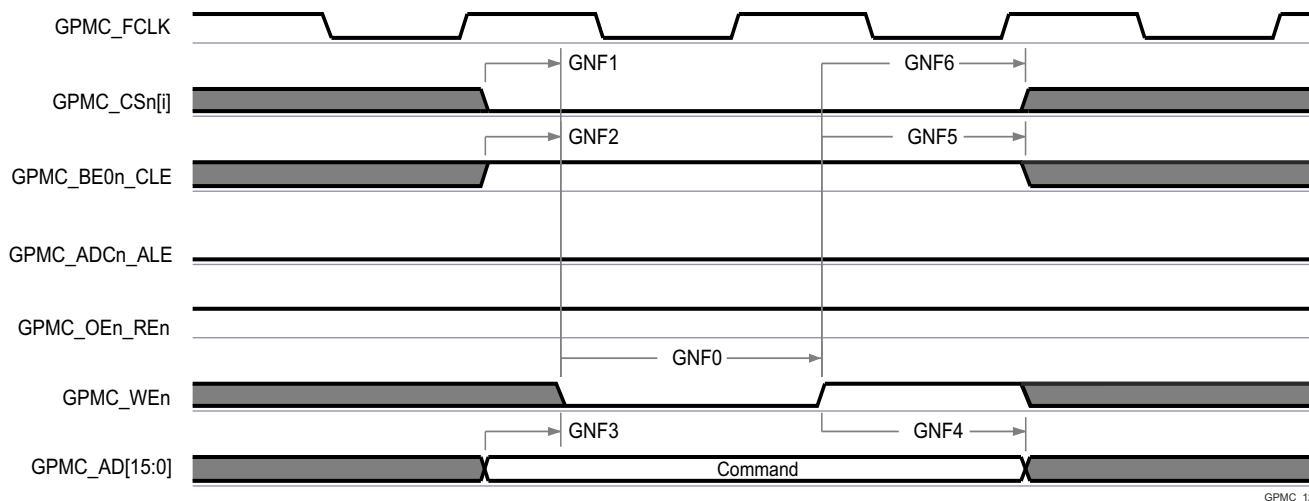 GPMC_FCLK
GNF1
GNF6
GPMC_CSn[i]
GNF2
GNF5
GPMC_BE0n_CLE
GPMC_ADCn_ALE
GPMC_OEn_REn
GNF0
GPMC_WEn
GNF3
GNF4
GPMC_AD[15:0]
Command